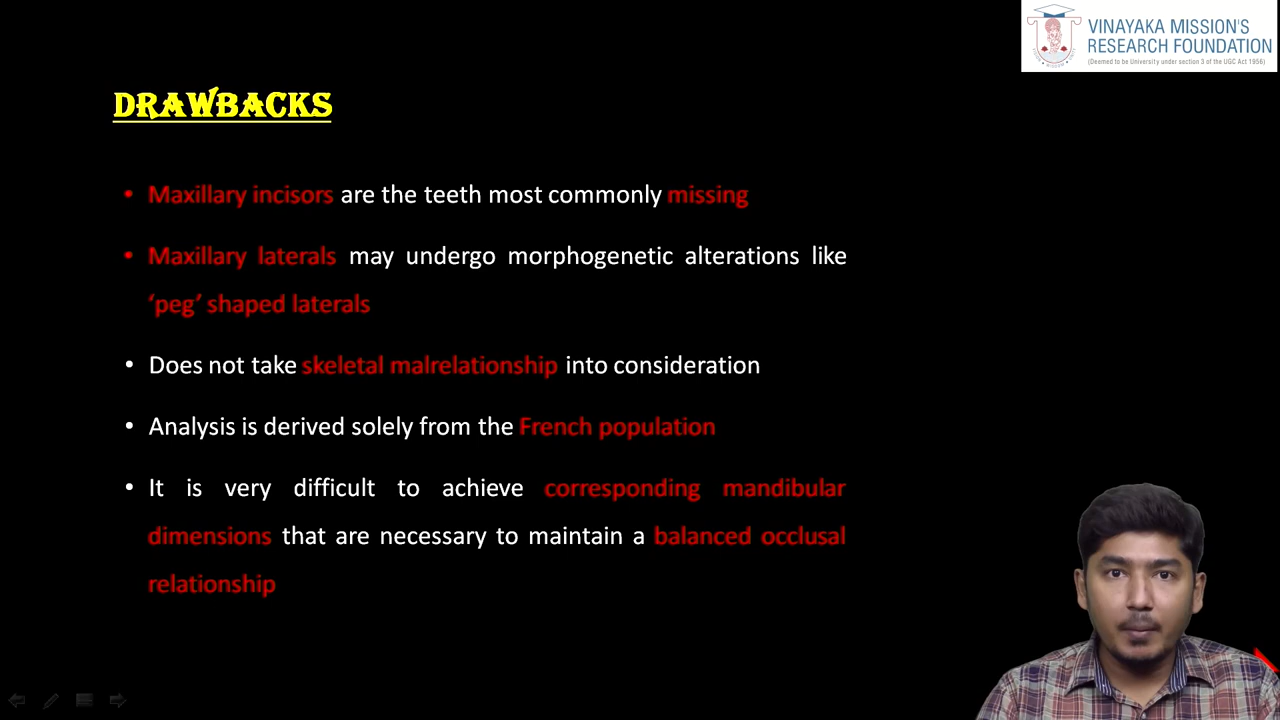 VINAYAKA MISSION'S
RESEARCH FOUNDATION
(Deemed to be University under section 3 of the UGC Act 1956)
DRAWBACKS
• Maxillary incisors are the teeth most commonly missing
• Maxillary laterals may undergo morphogenetic alterations like
‘peg’ shaped laterals
• Does not take skeletal malrelationship into consideration
• Analysis is derived solely from the French population
• It is very difficult to achieve corresponding mandibular
dimensions that are necessary to maintain a balanced occlusal
relationship